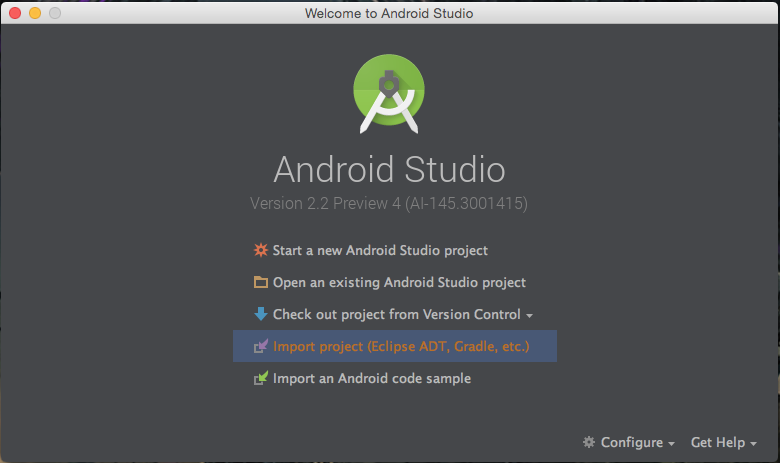 Welcome to Android Studio
Android Studio
Version 2.2 Preview 4 (AI-145.3001415)
Start a new Android Studio project
Open an existing Android Studio project
Check out project from Version Control
Import project (Eclipse ADT, Gradle, etc.)
Import an Android code sample
Configure Get Help